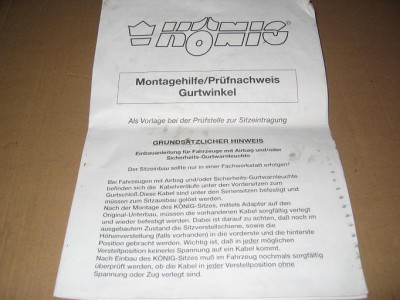 KÖNIG®
Montagehilfe/Prüfnachweis
Gurtwinkel
Als Vorlage bei der Prüfstelle zur Sitzeintragung
GRUNDSÄTZLICHER HINWEIS
Einbauanleitung für Fahrzeuge mit Airbag und/oder
Sicherheits-Gurtwarnleuchte
Der Sitzeinbau sollte nur in einer Fachwerkstatt erfolgen!
Bei Fahrzeugen mit Airbag und/oder Sicherheits-Gurtwarnleuchte
befinden sich die Kabelverläufe unter den Vordersitzen zum
Gurtschloß.Diese Kabel sind unter den Seriensitzen befestigt und
müssen zum Sitzausbau gelöst werden.
Nach der Montage des KÖNIG-Sitzes, mittels Adapter auf den
Original-Unterbau, müssen die vorhandenen Kabel sorgfältig verlegt
und wieder befestigt werden. Dabei ist darauf zu achten, daß noch im
ausgebauten Zustand die Sitzverstellschiene, sowie die
Höhenverstellung (falls vorhanden) in die vorderste und die hinterste
Position gebracht werden. Wichtig ist, daß in jeder möglichen
Verstellposition keinerlei Spannung auf ein Kabel kommt.
Nach Einbau des KÖNIG-Sitzes muß im Fahrzeug nochmals sorgfältig
überprüft werden, ob die Kabel in jeder Verstellposition ohne
Spannung oder Zug verlegt sind.